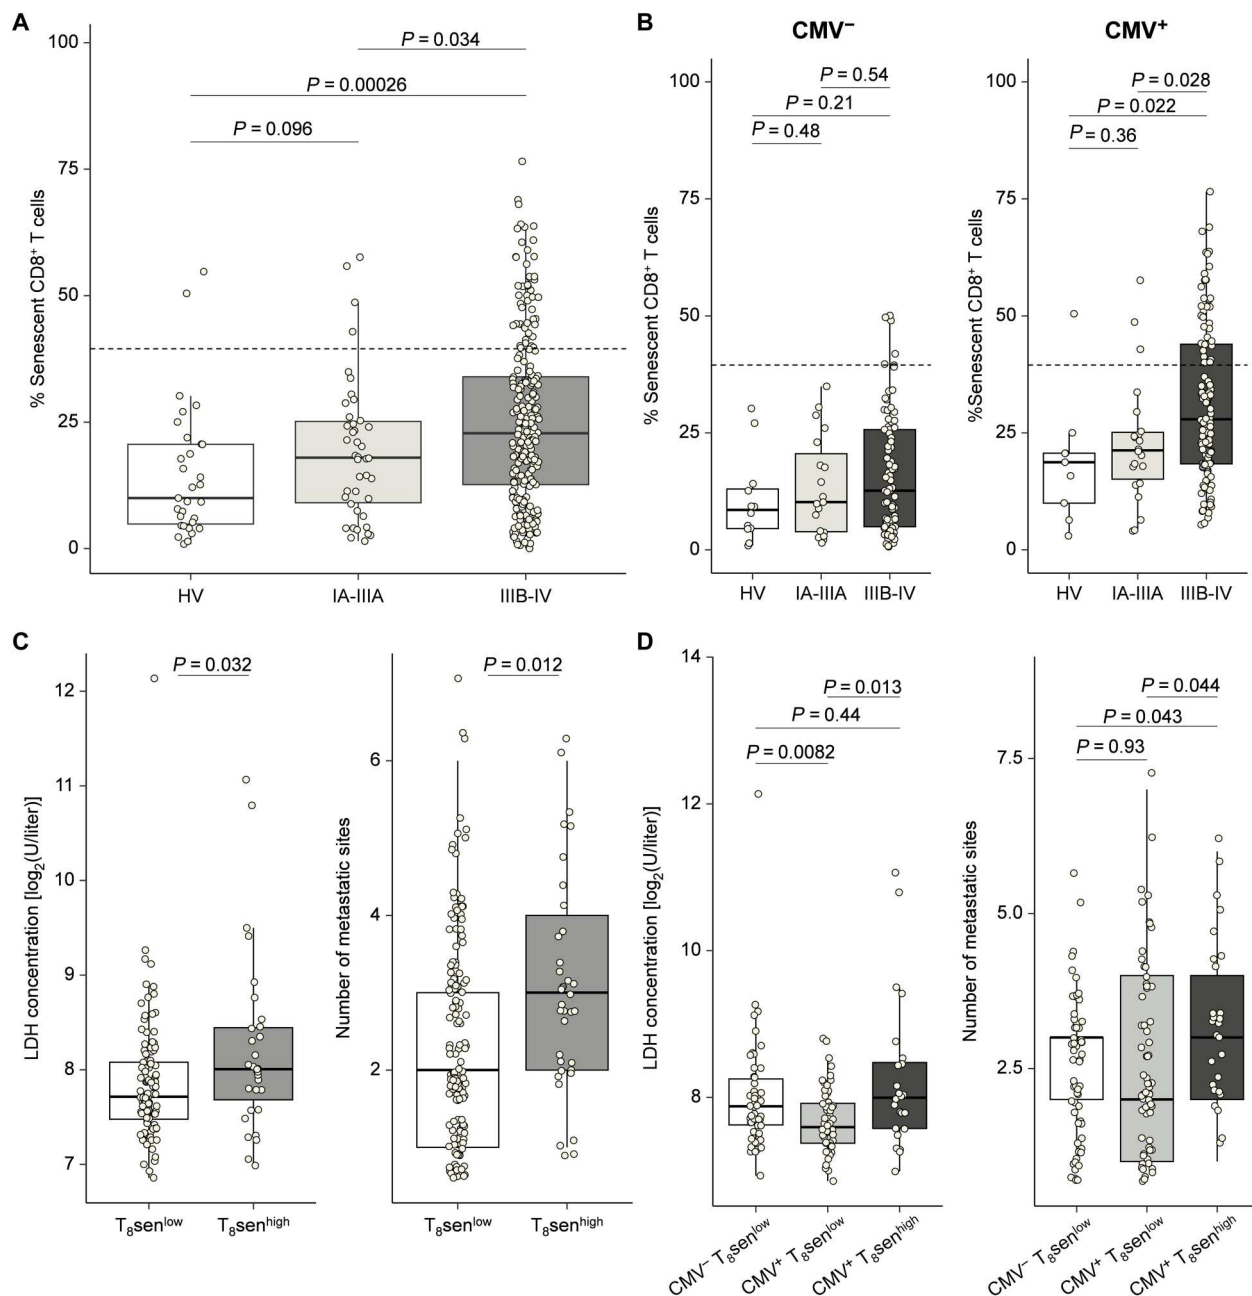 A
% Senescent CD8⁺ T cells
100
75
50
25
0
P = 0.034
P = 0.00026
P = 0.096
HV
IA-IIIA
IIIB-IV
B
CMV⁻
% Senescent CD8⁺ T cells
100
75
50
25
0
P = 0.54
P = 0.21
P = 0.48
HV
IA-IIIA
IIIB-IV
CMV⁺
%Senescent CD8⁺ T cells
100
75
50
25
0
P = 0.028
P = 0.022
P = 0.36
HV
IA-IIIA
IIIB-IV
C
LDH concentration [log₂(U/liter)]
12
11
10
9
8
7
P = 0.032
T₈senˡᵒʷ
T₈senʰⁱᵍʰ
Number of metastatic sites
6
4
2
P = 0.012
T₈senˡᵒʷ
T₈senʰⁱᵍʰ
D
LDH concentration [log₂(U/liter)]
14
12
10
8
P = 0.013
P = 0.44
P = 0.0082
CMV⁻ T₈senˡᵒʷ
CMV⁺ T₈senˡᵒʷ
CMV⁺ T₈senʰⁱᵍʰ
Number of metastatic sites
7.5
5.0
2.5
P = 0.044
P = 0.043
P = 0.93
CMV⁻ T₈senˡᵒʷ
CMV⁺ T₈senˡᵒʷ
CMV⁺ T₈senʰⁱᵍʰ